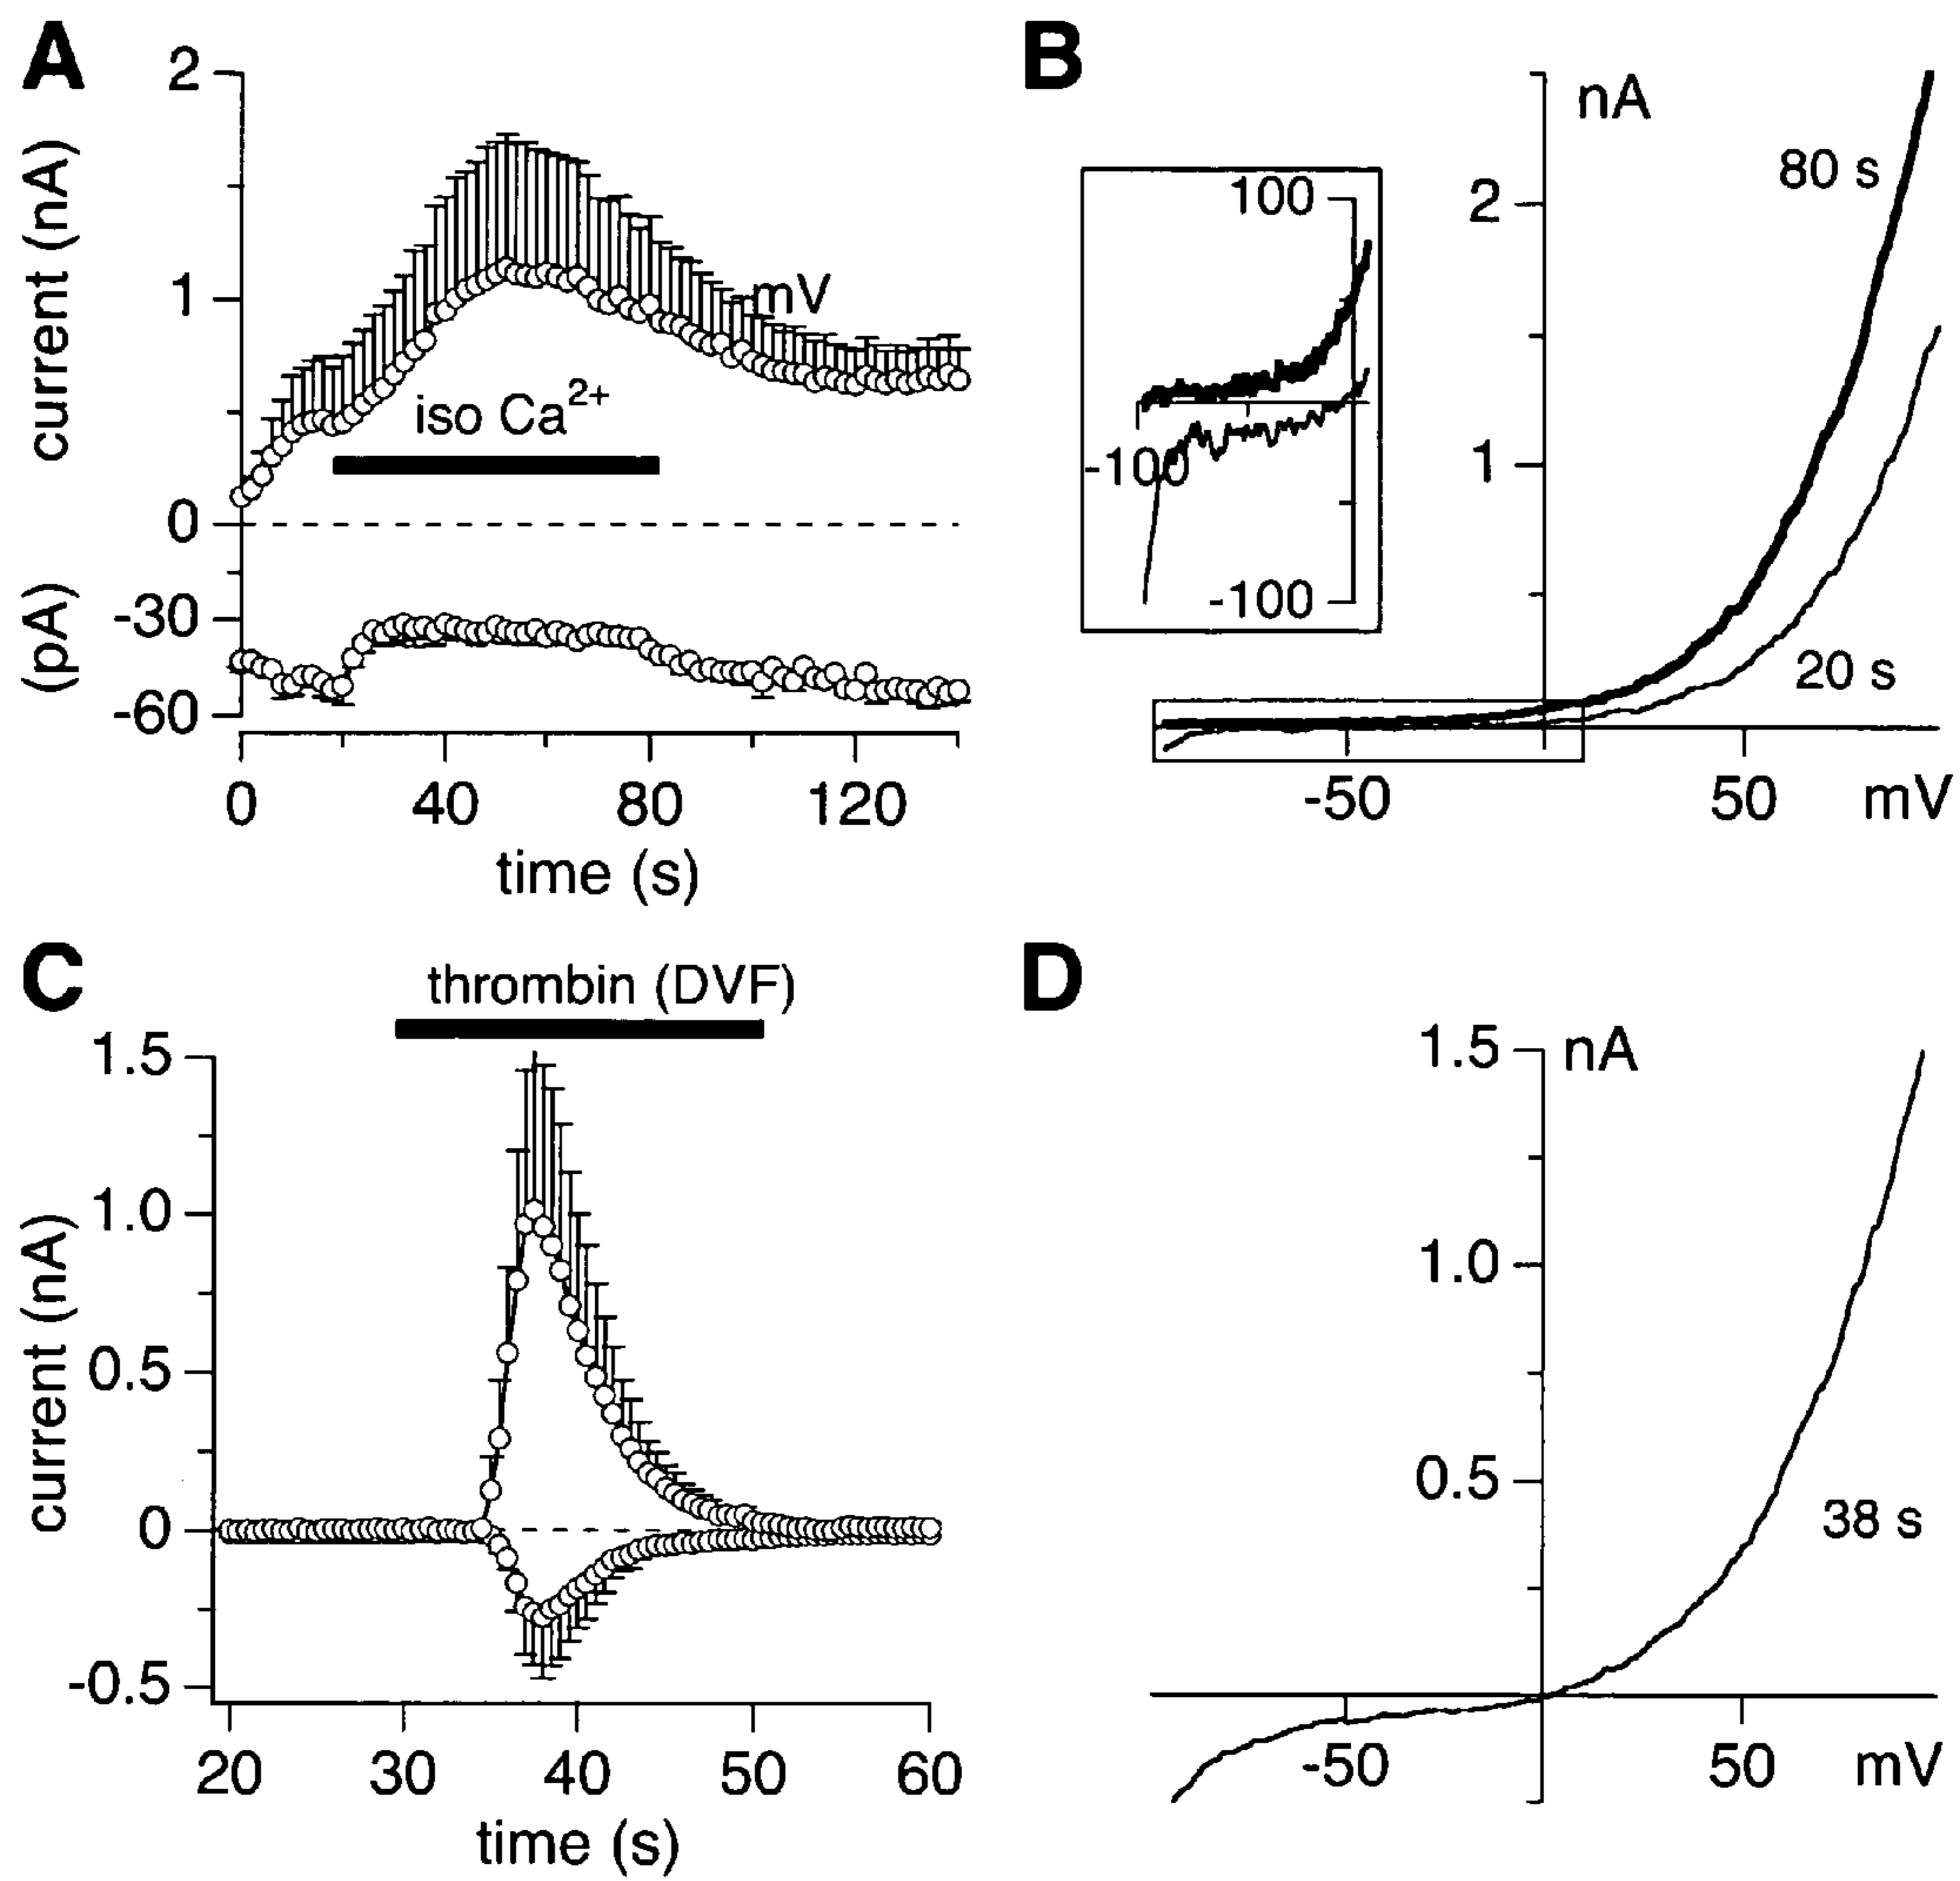 A
2
1
0
-30
-60
current (nA)
(pA)
mV
iso Ca²⁺
0 40 80 120
time (s)
B
nA
80 s
2
1
20 s
-50 50 mV
100
-100
-100
C
thrombin (DVF)
1.5
1.0
0.5
0
-0.5
current (nA)
20 30 40 50 60
time (s)
D
1.5 nA
1.0
0.5
38 s
-50 50 mV